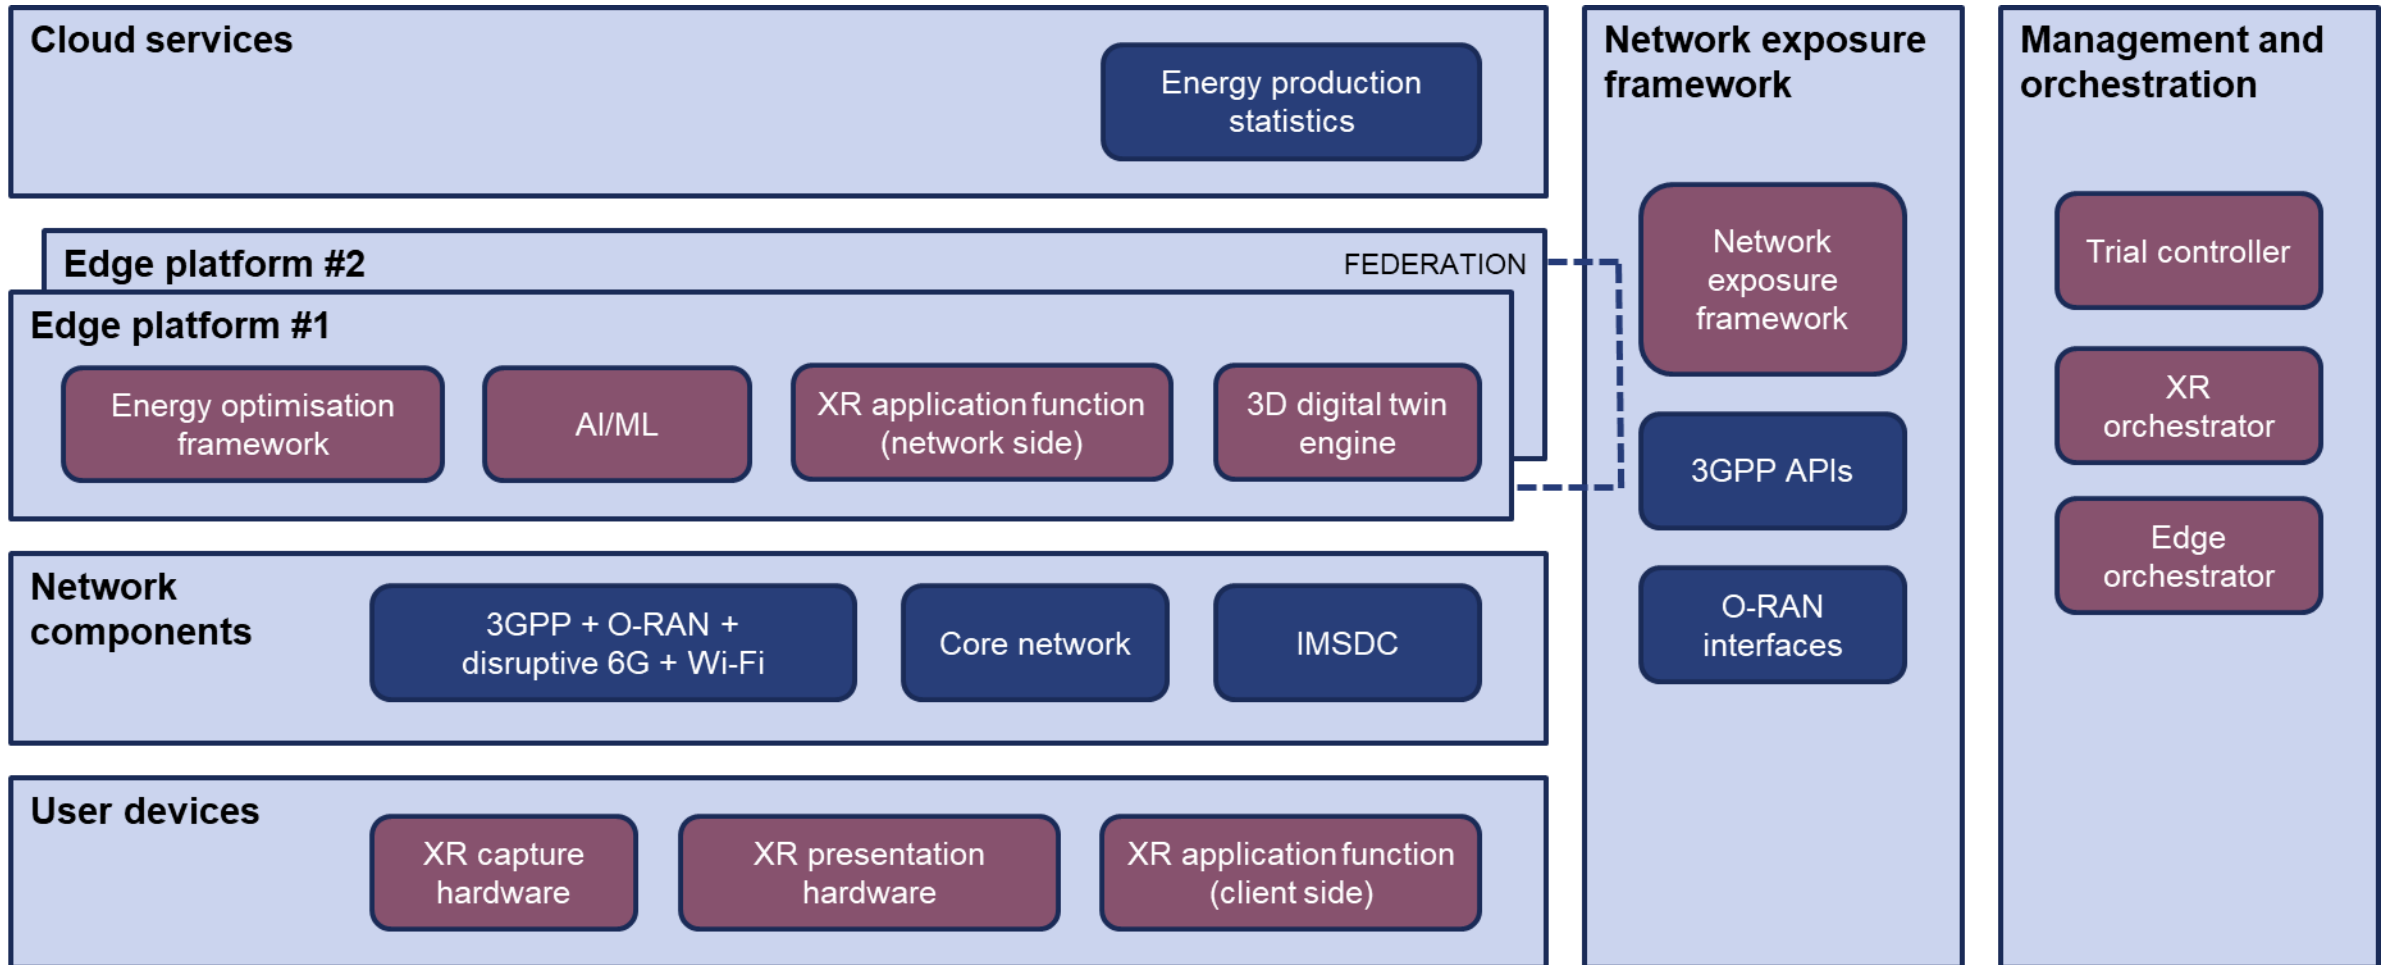 Cloud services
Energy production
statistics
Edge platform #2
FEDERATION
Edge platform #1
Energy optimisation
framework
AI/ML
XR application function
(network side)
3D digital twin
engine
Network
components
3GPP + O-RAN +
disruptive 6G + Wi-Fi
Core network
IMSDC
User devices
XR capture
hardware
XR presentation
hardware
XR application function
(client side)
Network exposure
framework
Network
exposure
framework
3GPP APIs
O-RAN
interfaces
Management and
orchestration
Trial controller
XR
orchestrator
Edge
orchestrator